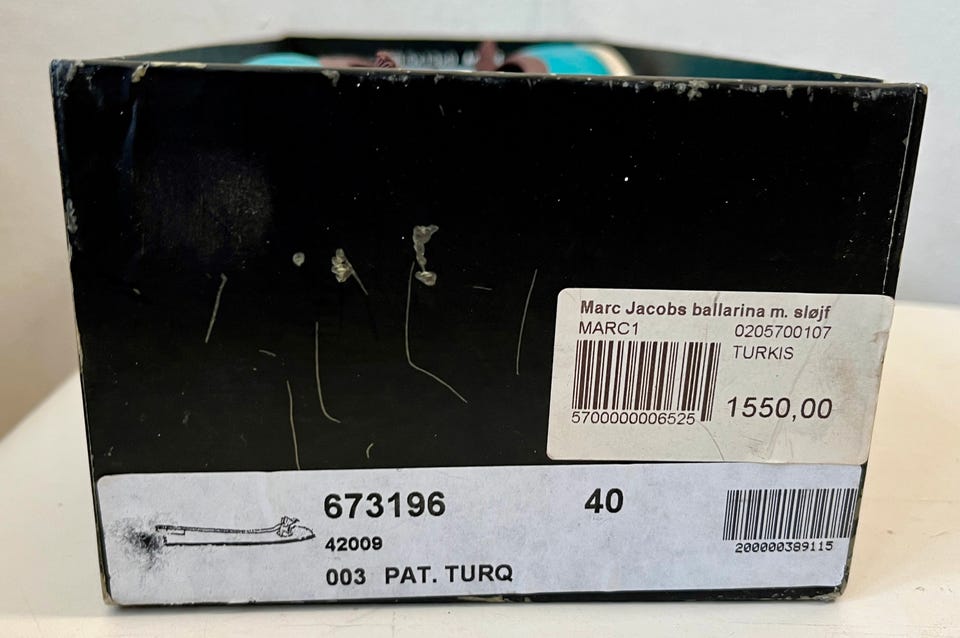 Marc Jacobs ballarina m. sløjf
MARC1 0205700107
TURKIS
5700000006525 1550,00
673196 40
42009
200000389115
003 PAT. TURQ